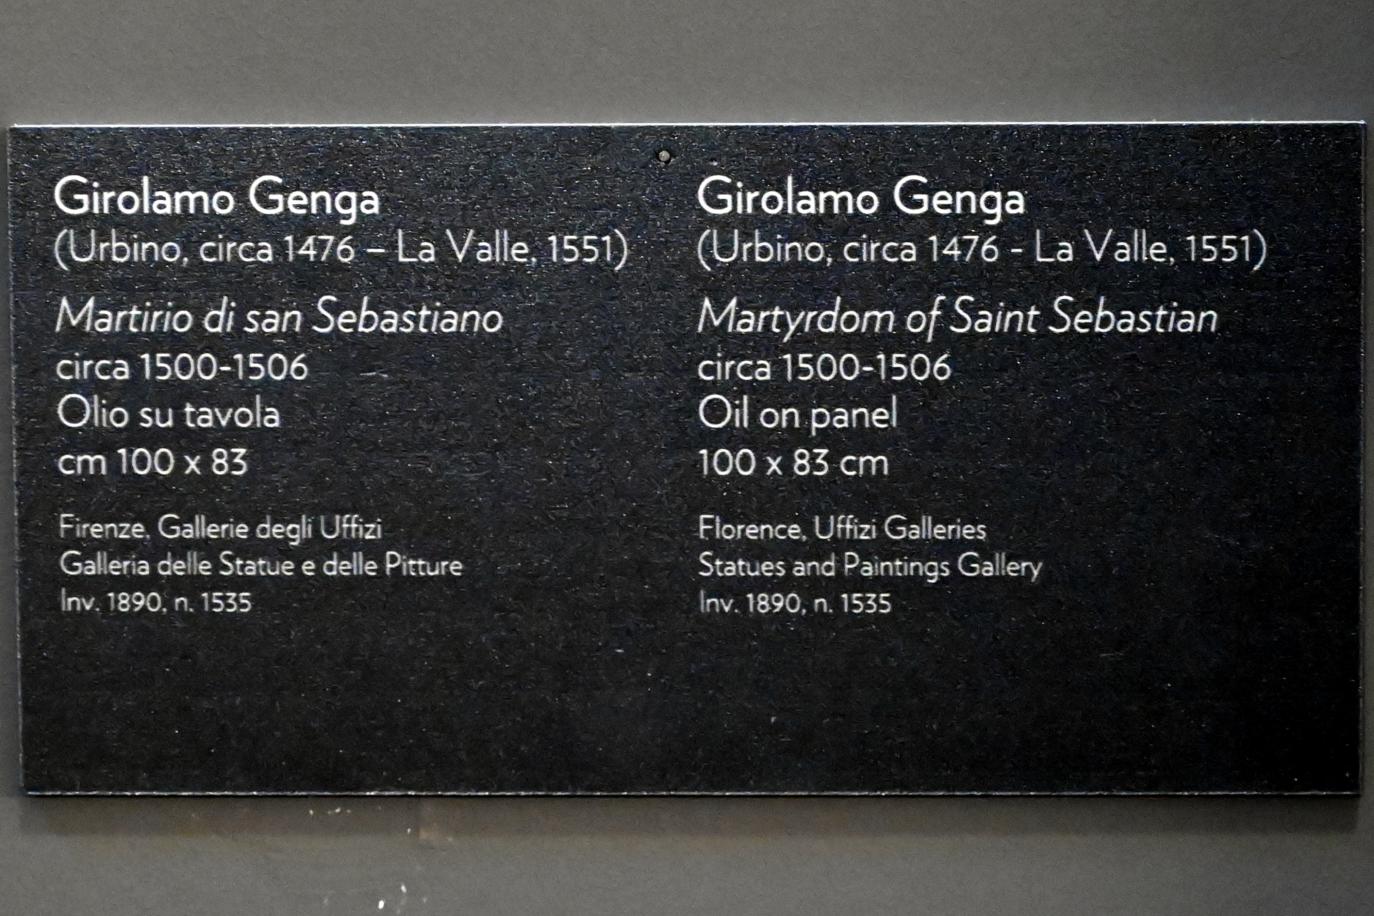 Girolamo Genga
(Urbino, circa 1476 – La Valle, 1551)
Martirio di san Sebastiano
circa 1500-1506
Olio su tavola
cm 100 x 83
Firenze, Gallerie degli Uffizi
Galleria delle Statue e delle Pitture
Inv. 1890, n. 1535
Girolamo Genga
(Urbino, circa 1476 - La Valle, 1551)
Martyrdom of Saint Sebastian
circa 1500-1506
Oil on panel
100 x 83 cm
Florence, Uffizi Galleries
Statues and Paintings Gallery
Inv. 1890, n. 1535